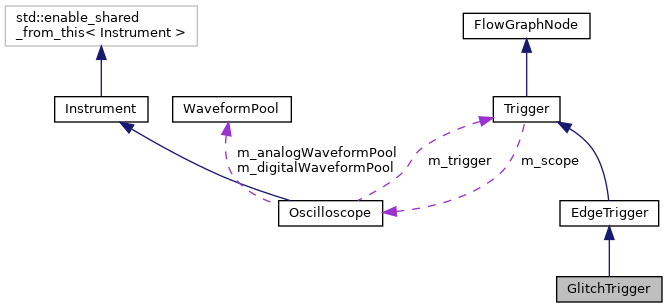 std::enable_shared
_from_this< Instrument >
FlowGraphNode
Instrument
WaveformPool
Trigger
m_analogWaveformPool
m_digitalWaveformPool
m_trigger
m_scope
Oscilloscope
EdgeTrigger
GlitchTrigger